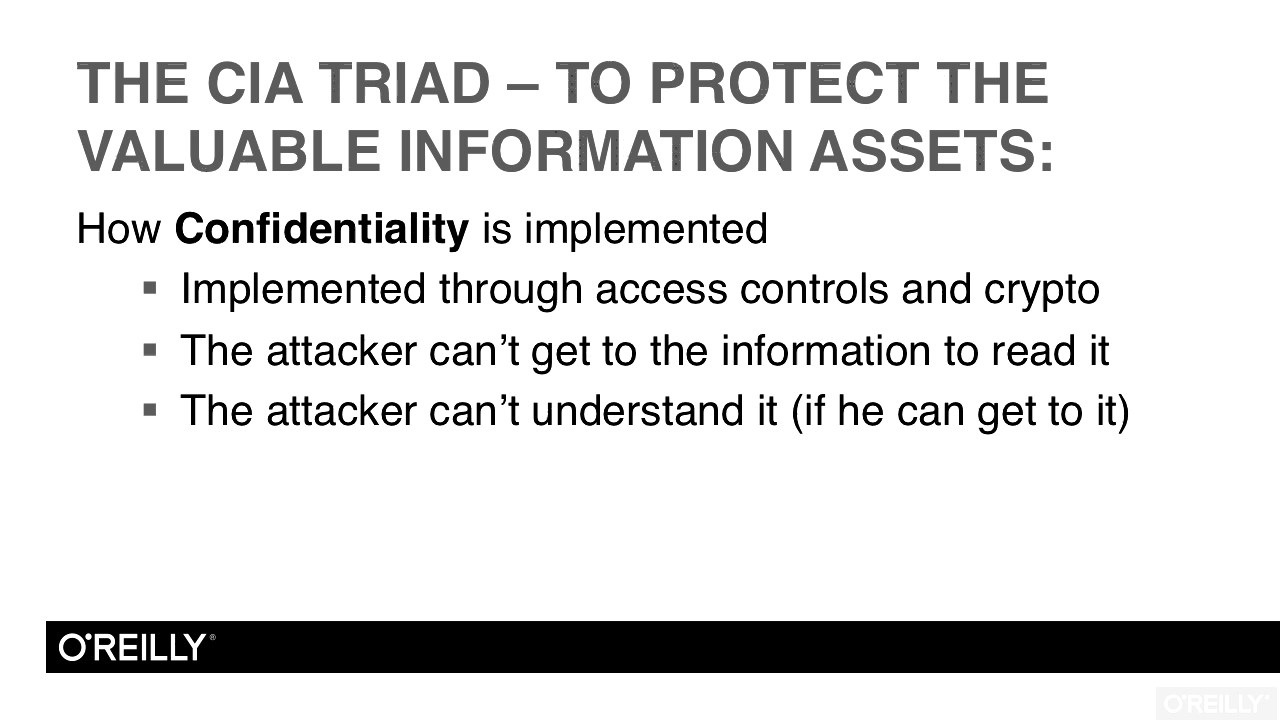 THE CIA TRIAD – TO PROTECT THE
VALUABLE INFORMATION ASSETS:
How Confidentiality is implemented
▪ Implemented through access controls and crypto
▪ The attacker can’t get to the information to read it
▪ The attacker can’t understand it (if he can get to it)
O'REILLY®
O'REILLY®